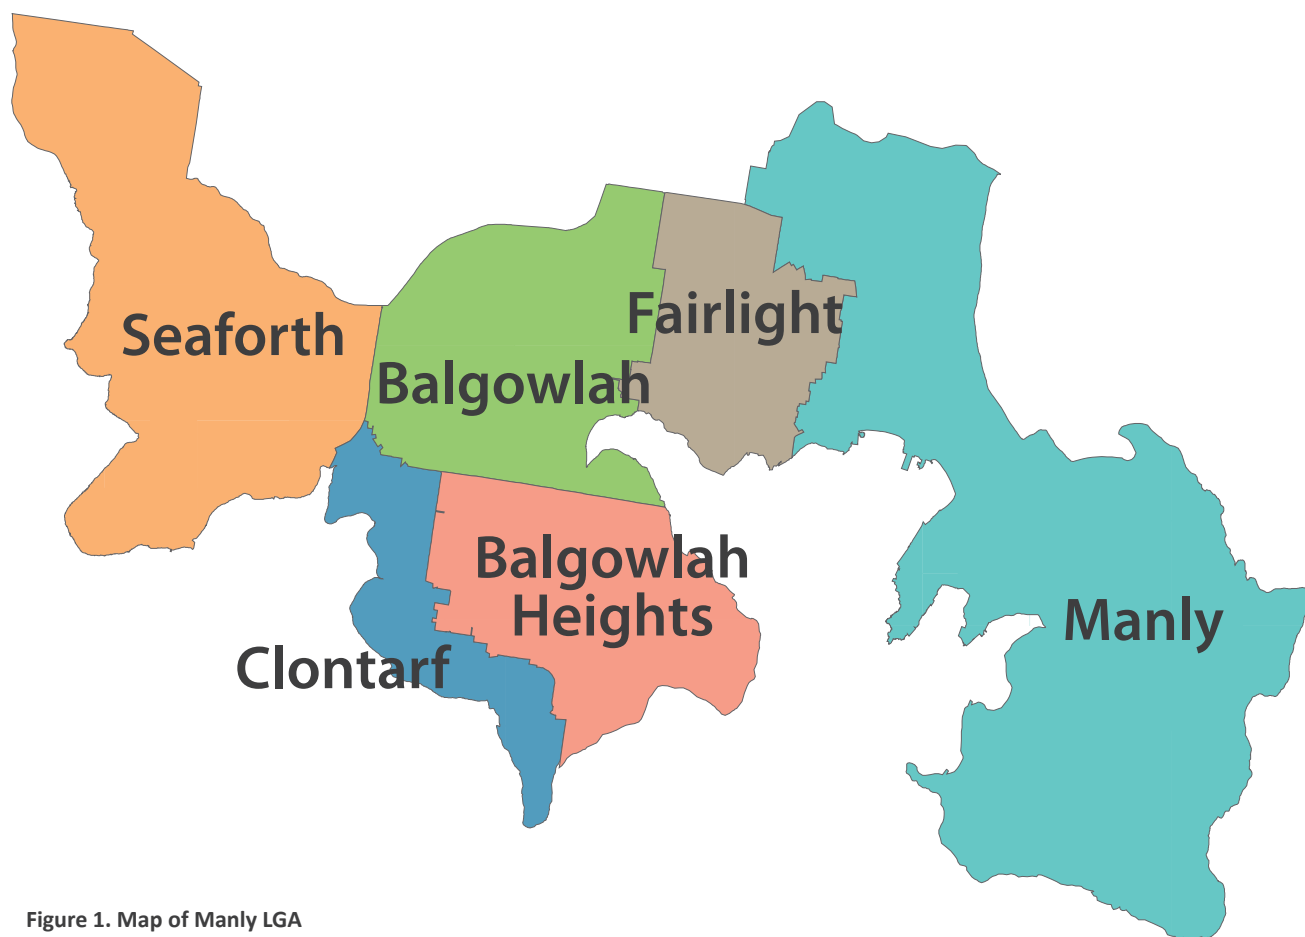 Seaforth
Fairlight
Balgowlah
Balgowlah
Heights
Clontarf
Manly
Figure 1. Map of Manly LGA